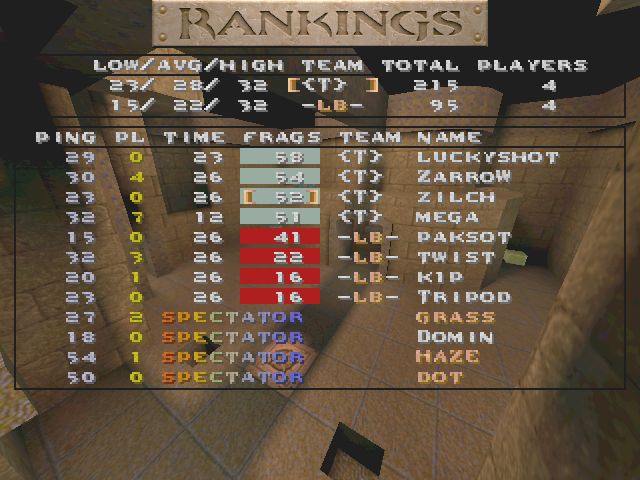 RANKINGS
LOW/AVG/HIGH TEAM TOTAL PLAYERS
23/ 28/ 32 [{T} ] 215 4
15/ 22/ 32 -LB- 95 4
PING PL TIME FRAGS TEAM NAME
29 0 23 58 {T} LUCKYSHOT
30 4 26 54 {T} ZARROW
23 0 26 [ 52] {T} ZILCH
32 7 12 51 {T} MEGA
15 0 26 41 -LB- PAKSOT
32 3 26 22 -LB- TWIST
20 1 26 16 -LB- K1P
23 0 26 16 -LB- TRIPOD
27 2 SPECTATOR GRASS
18 0 SPECTATOR DOMIN
54 1 SPECTATOR HAZE
50 0 SPECTATOR DOT